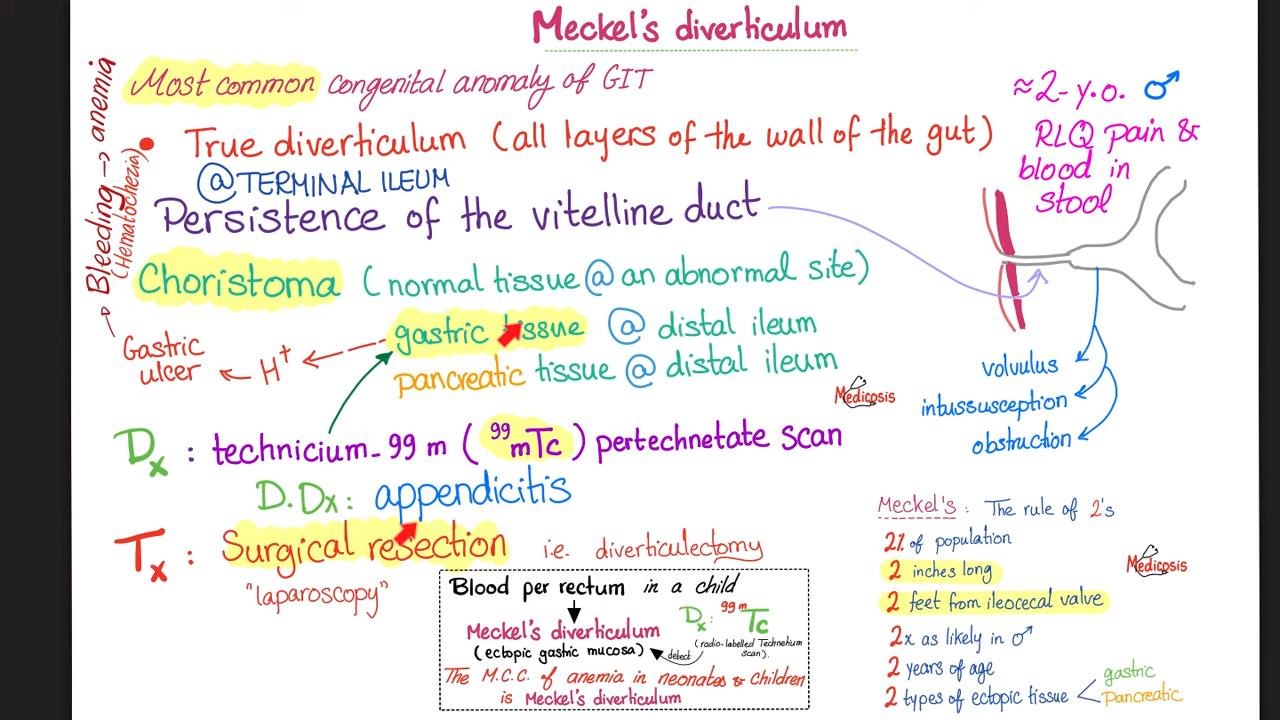 Meckel's diverticulum
Most common congenital anomaly of GIT
Bleeding → anemia
(Hematochezia)
• True diverticulum (all layers of the wall of the gut)
@ TERMINAL ILEUM
Persistence of the vitelline duct
Choristoma (normal tissue @ an abnormal site)
gastric tissue @ distal ileum
pancreatic tissue @ distal ileum
H+
Gastric
ulcer
≈2-y.o. ♂
RLQ pain &
blood in
stool
volvulus
intussusception
obstruction
Medicosis
Dx : technicium-99 m (99mTc) pertechnetate scan
D.Dx: appendicitis
Tx : Surgical resection i.e. diverticulectomy
"laparoscopy"
Blood per rectum in a child
Meckel's diverticulum
(ectopic gastric mucosa)
Dx: 99mTc
(radio-labelled Technetium
scan).
detect
The M.C.C. of anemia in neonates & children
is Meckel's diverticulum
Meckel's : The rule of 2's
2% of population
2 inches long
2 feet from ileocecal valve
2x as likely in ♂
2 years of age
2 types of ectopic tissue < gastric
Pancreatic
Medicosis